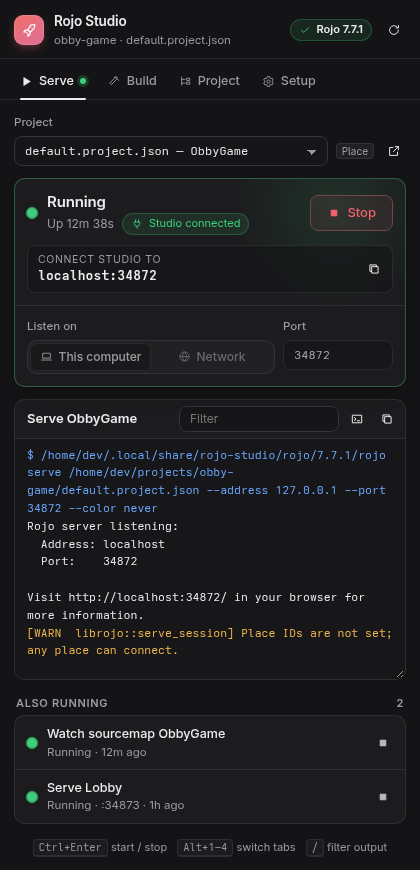 Rojo Studio
obby-game · default.project.json
Rojo 7.7.1
Serve
Build
Project
Setup
Project
default.project.json — ObbyGame
Place
Running
Up 12m 38s
Studio connected
Stop
CONNECT STUDIO TO
localhost:34872
Listen on
Port
This computer
Network
34872
Serve ObbyGame
Filter
$ /home/dev/.local/share/rojo-studio/rojo/7.7.1/rojo
serve /home/dev/projects/obby-
game/default.project.json --address 127.0.0.1 --port
34872 --color never
Rojo server listening:
  Address: localhost
  Port:    34872
Visit http://localhost:34872/ in your browser for
more information.
[WARN  librojo::serve_session] Place IDs are not set;
any place can connect.
ALSO RUNNING
2
Watch sourcemap ObbyGame
Running · 12m ago
Serve Lobby
Running · :34873 · 1h ago
Ctrl+Enter start / stop
Alt+1–4 switch tabs
/ filter output